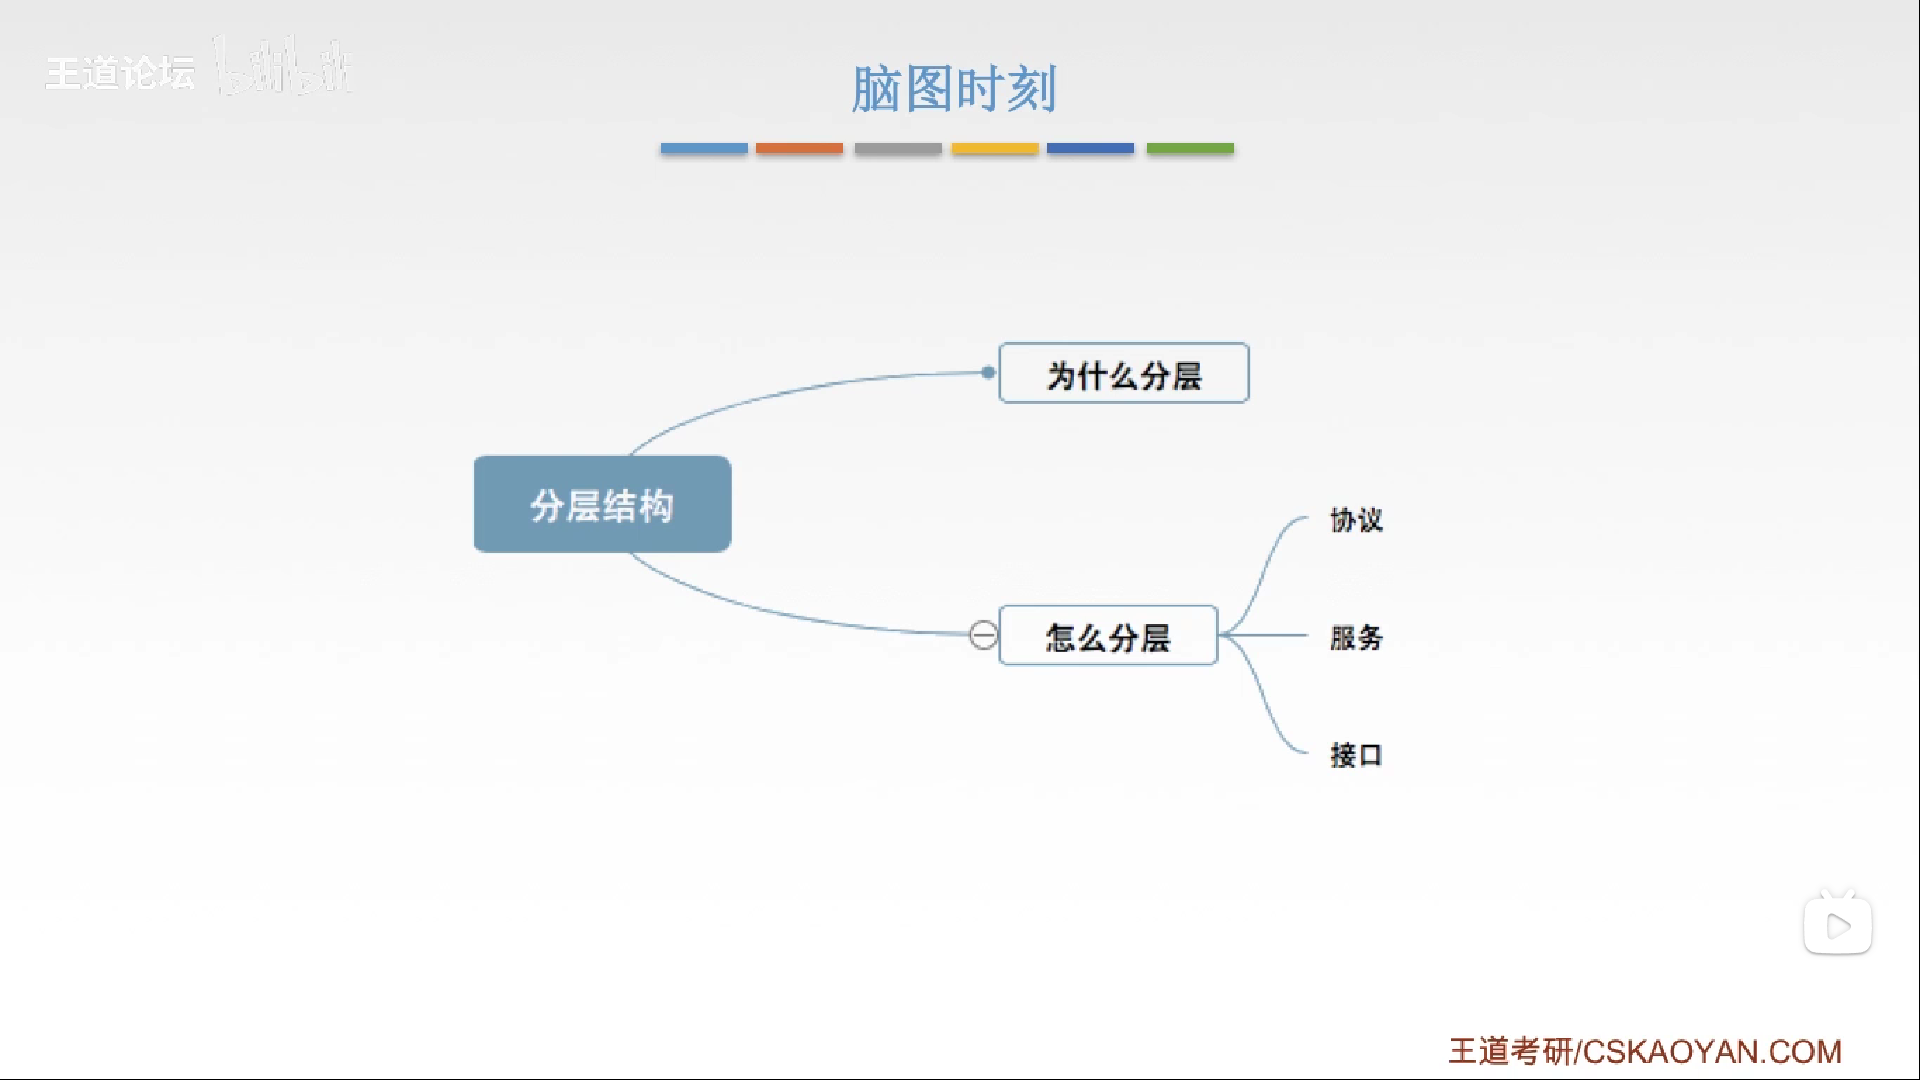 王道论坛 bilibili
脑图时刻
为什么分层
分层结构
协议
怎么分层
服务
接口
王道考研/CSKAOYAN.COM